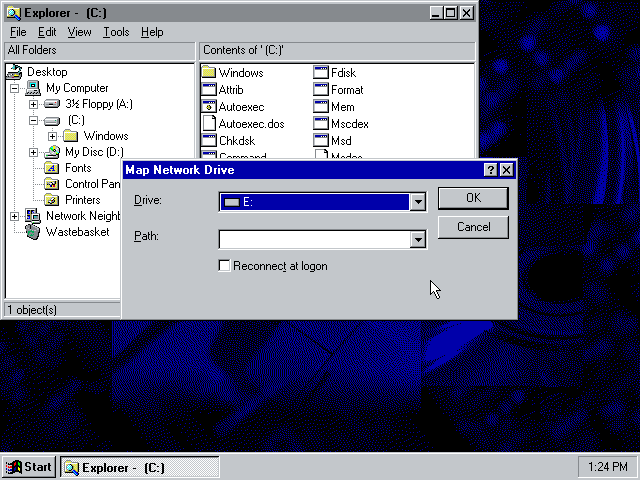 Explorer - (C:)
File Edit View Tools Help
All Folders
Contents of ' (C:)'
Desktop
My Computer
3½ Floppy (A:)
(C:)
Windows
My Disc (D:)
Fonts
Control Pan
Printers
Network Neighb
Wastebasket
Windows
Attrib
Autoexec
Autoexec.dos
Chkdsk
Command
Fdisk
Format
Mem
Mscdex
Msd
1 object(s)
Map Network Drive
Drive:
E:
OK
Path:
Cancel
Reconnect at logon
Start
Explorer - (C:)
1:24 PM